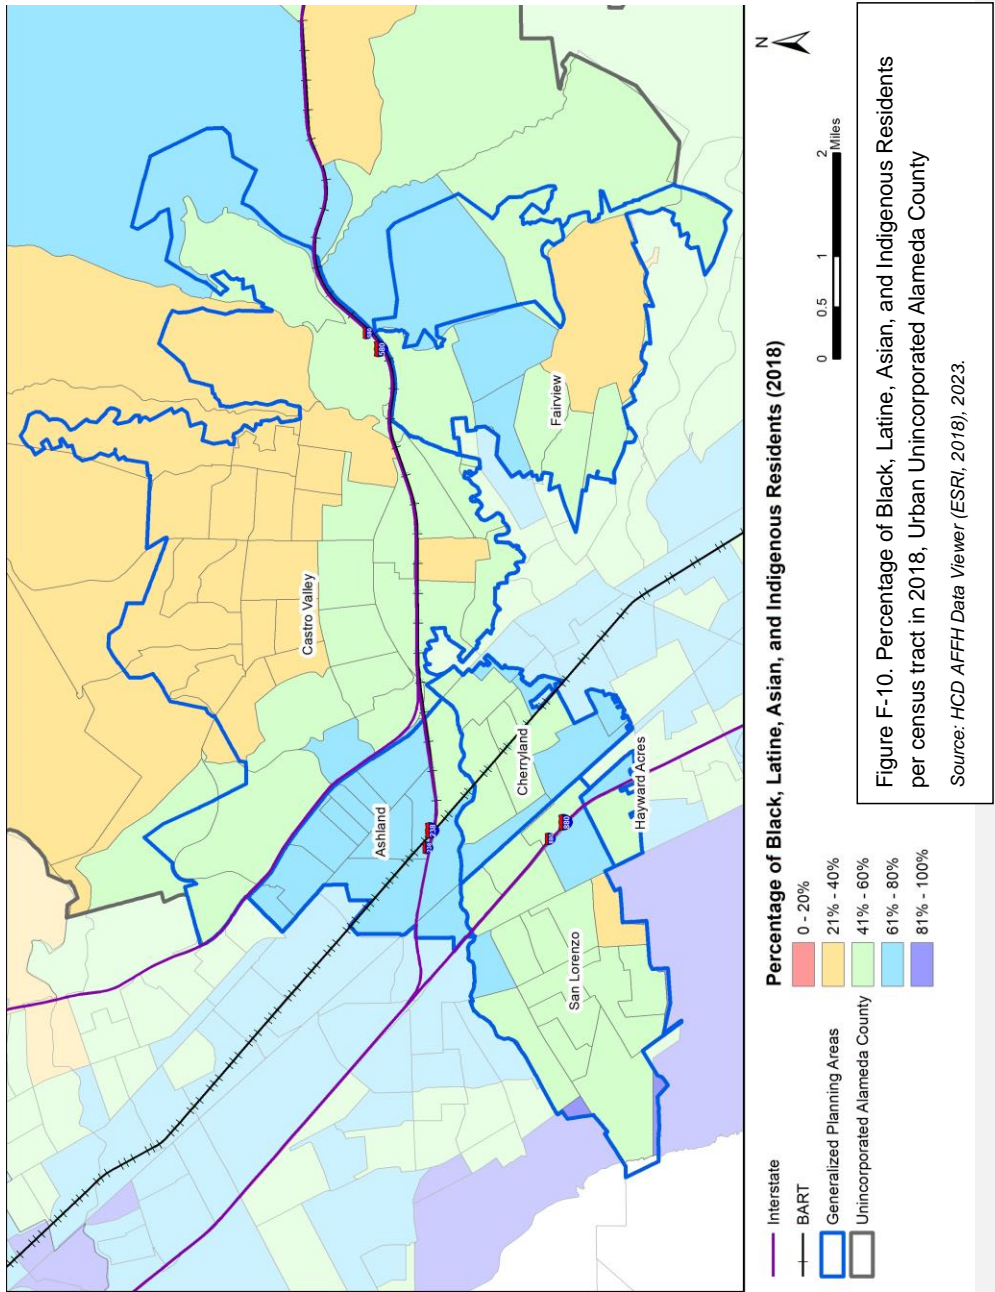 Castro Valley
Ashland
Cherryland
Fairview
Hayward Acres
San Lorenzo
580
238
880
Percentage of Black, Latine, Asian, and Indigenous Residents (2018)
Interstate
BART
Generalized Planning Areas
Unincorporated Alameda County
0 - 20%
21% - 40%
41% - 60%
61% - 80%
81% - 100%
0 0.5 1 2
Miles
N
Figure F-10. Percentage of Black, Latine, Asian, and Indigenous Residents
per census tract in 2018, Urban Unincorporated Alameda County
Source: HCD AFFH Data Viewer (ESRI, 2018), 2023.